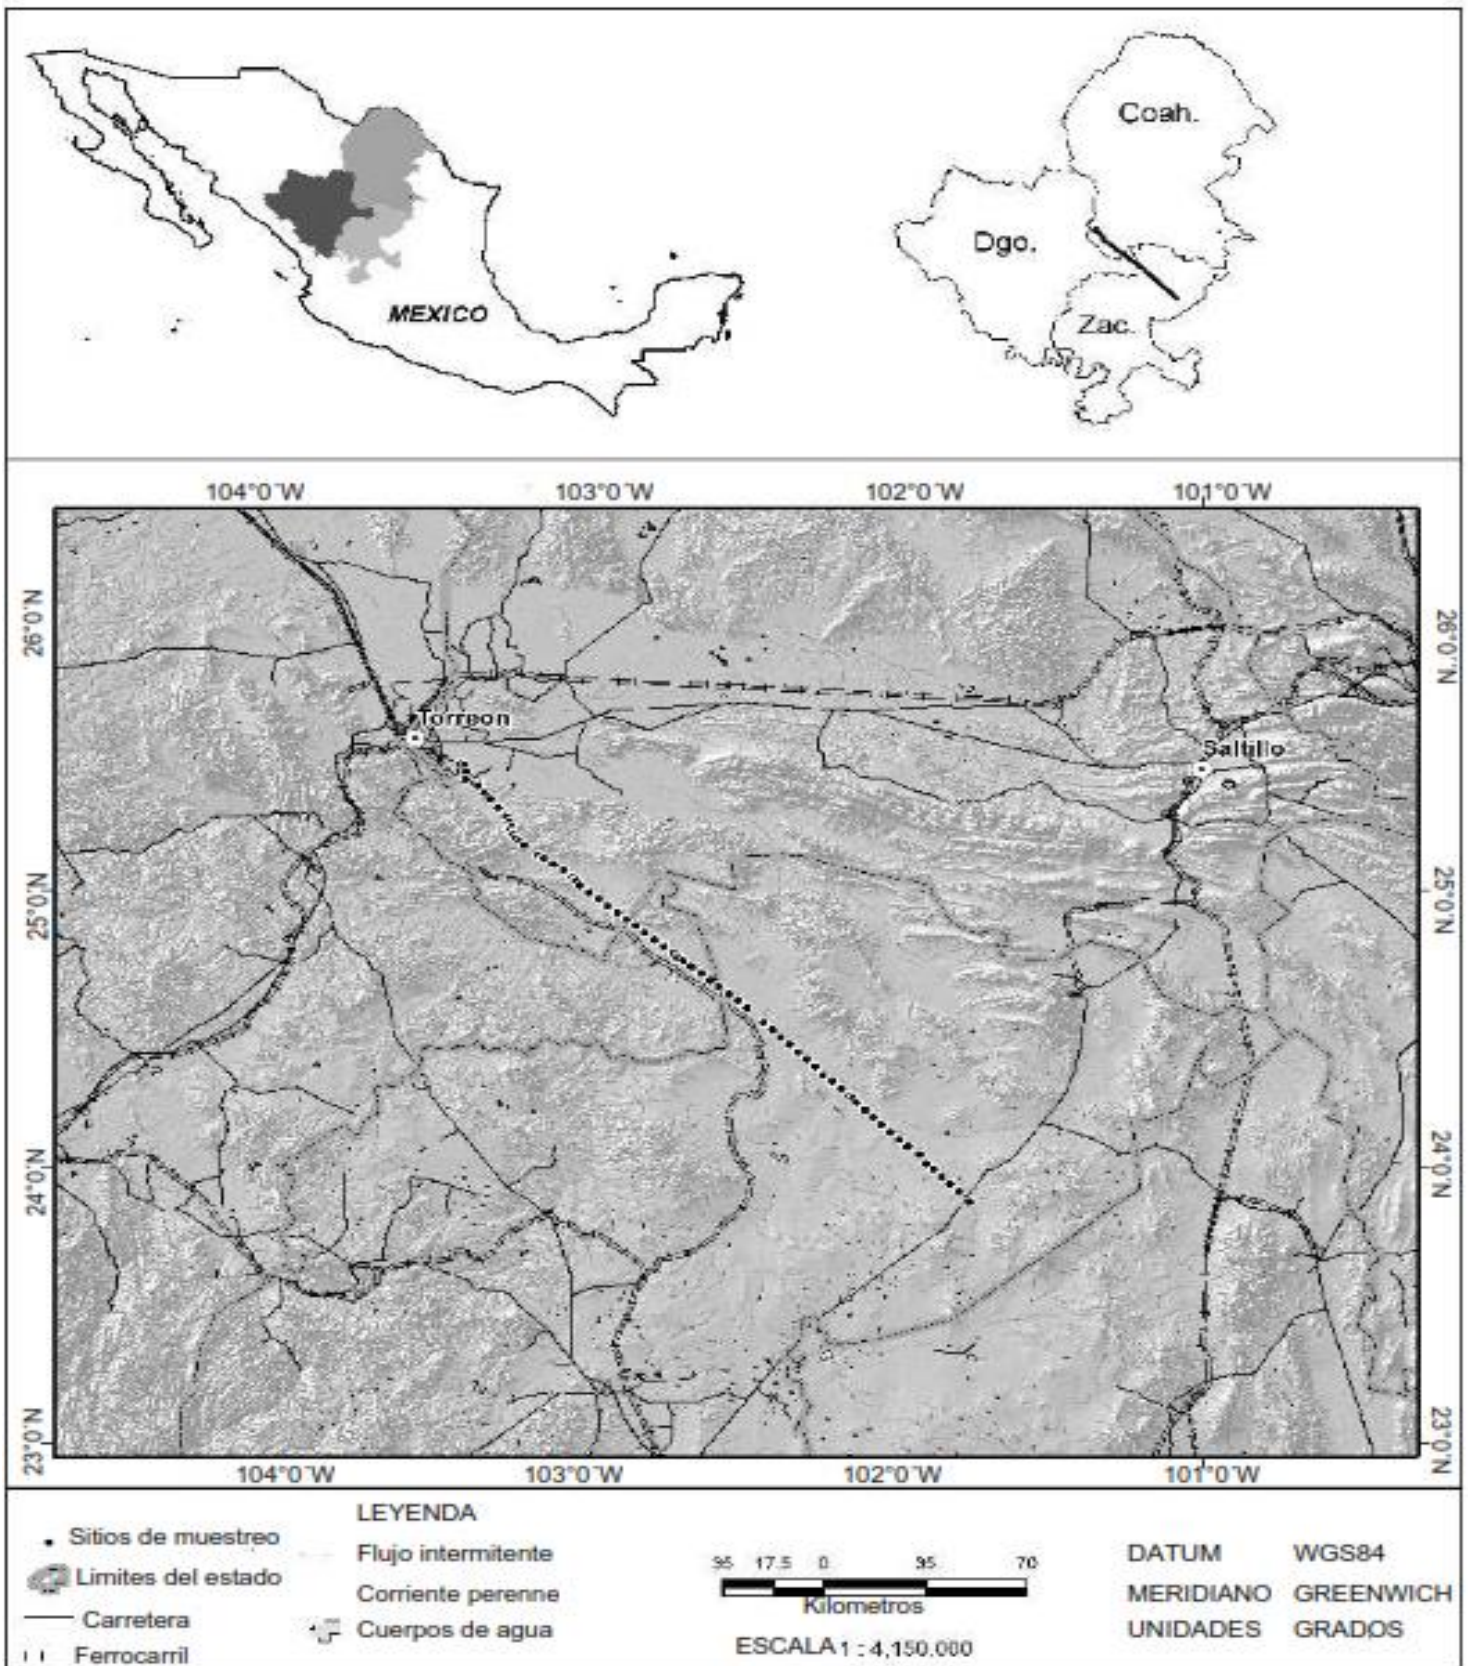 Coah.
Dgo.
MEXICO
Zac.
104°0'W 103°0'W 102°0'W 101°0'W
26°0'N 26°0'N
Torreon
Saltillo
25°0'N 25°0'N
24°0'N 24°0'N
23°0'N 23°0'N
104°0'W 103°0'W 102°0'W 101°0'W
LEYENDA
Sitios de muestreo
Limites del estado
Carretera
Ferrocarril
Flujo intermitente
Corriente perenne
Cuerpos de agua
35 17.5 0 35 70
Kilometros
ESCALA 1 : 4,150.000
DATUM WGS84
MERIDIANO GREENWICH
UNIDADES GRADOS